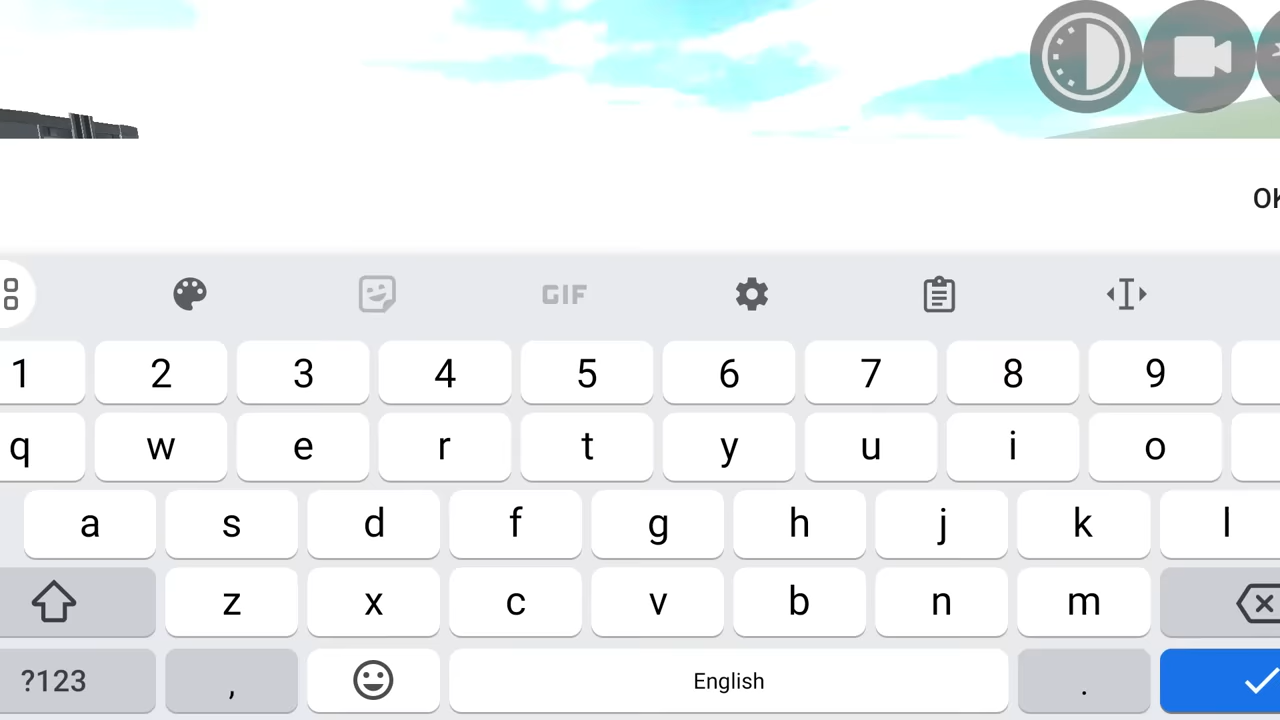 OK
GIF
1 2 3 4 5 6 7 8 9
q w e r t y u i o
a s d f g h j k l
z x c v b n m
?123 , English .